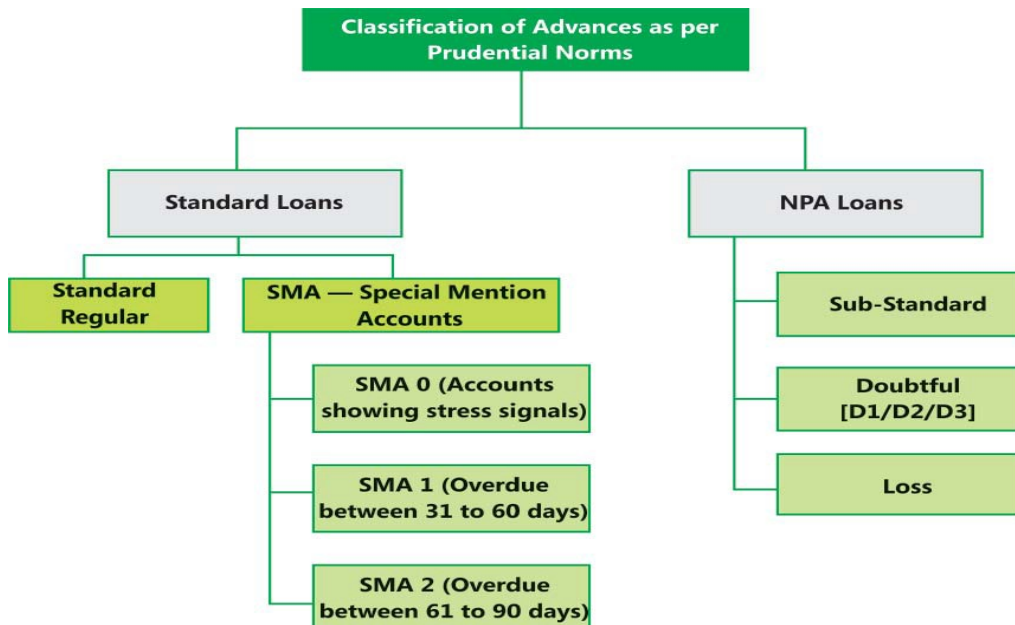 Classification of Advances as per
Prudential Norms
Standard Loans
NPA Loans
Standard
Regular
SMA — Special Mention
Accounts
SMA 0 (Accounts
showing stress signals)
SMA 1 (Overdue
between 31 to 60 days)
SMA 2 (Overdue
between 61 to 90 days)
Sub-Standard
Doubtful
[D1/D2/D3]
Loss